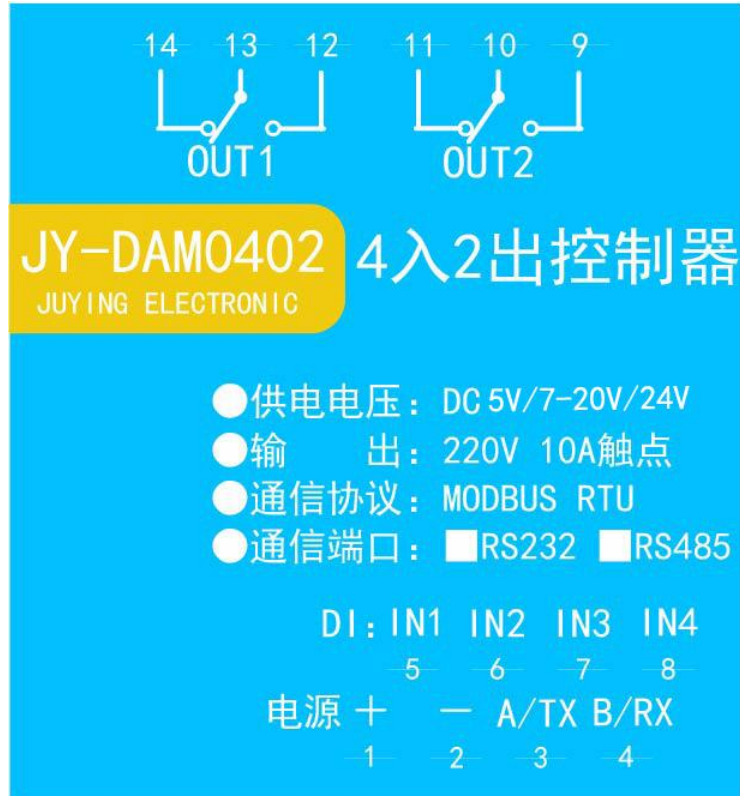 14 13 12 11 10 9
OUT1 OUT2
JY-DAM0402 4入2出控制器
JUYING ELECTRONIC
●供电电压：DC 5V/7-20V/24V
●输 出：220V 10A触点
●通信协议：MODBUS RTU
●通信端口：■RS232 ■RS485
DI:IN1 IN2 IN3 IN4
5 6 7 8
电源 + － A/TX B/RX
1 2 3 4